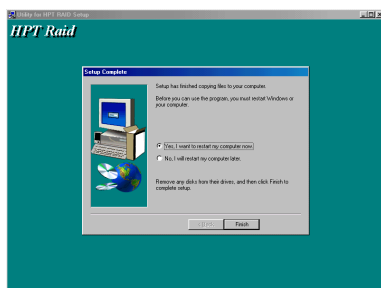 Utility for HPT RAID Setup
HPT Raid
Setup Complete
Setup has finished copying files to your computer.
Before you can use the program, you must restart Windows or
your computer.
Yes, I want to restart my computer now.
No, I will restart my computer later.
Remove any disks from their drives, and then click Finish to
complete setup.
< Back
Finish